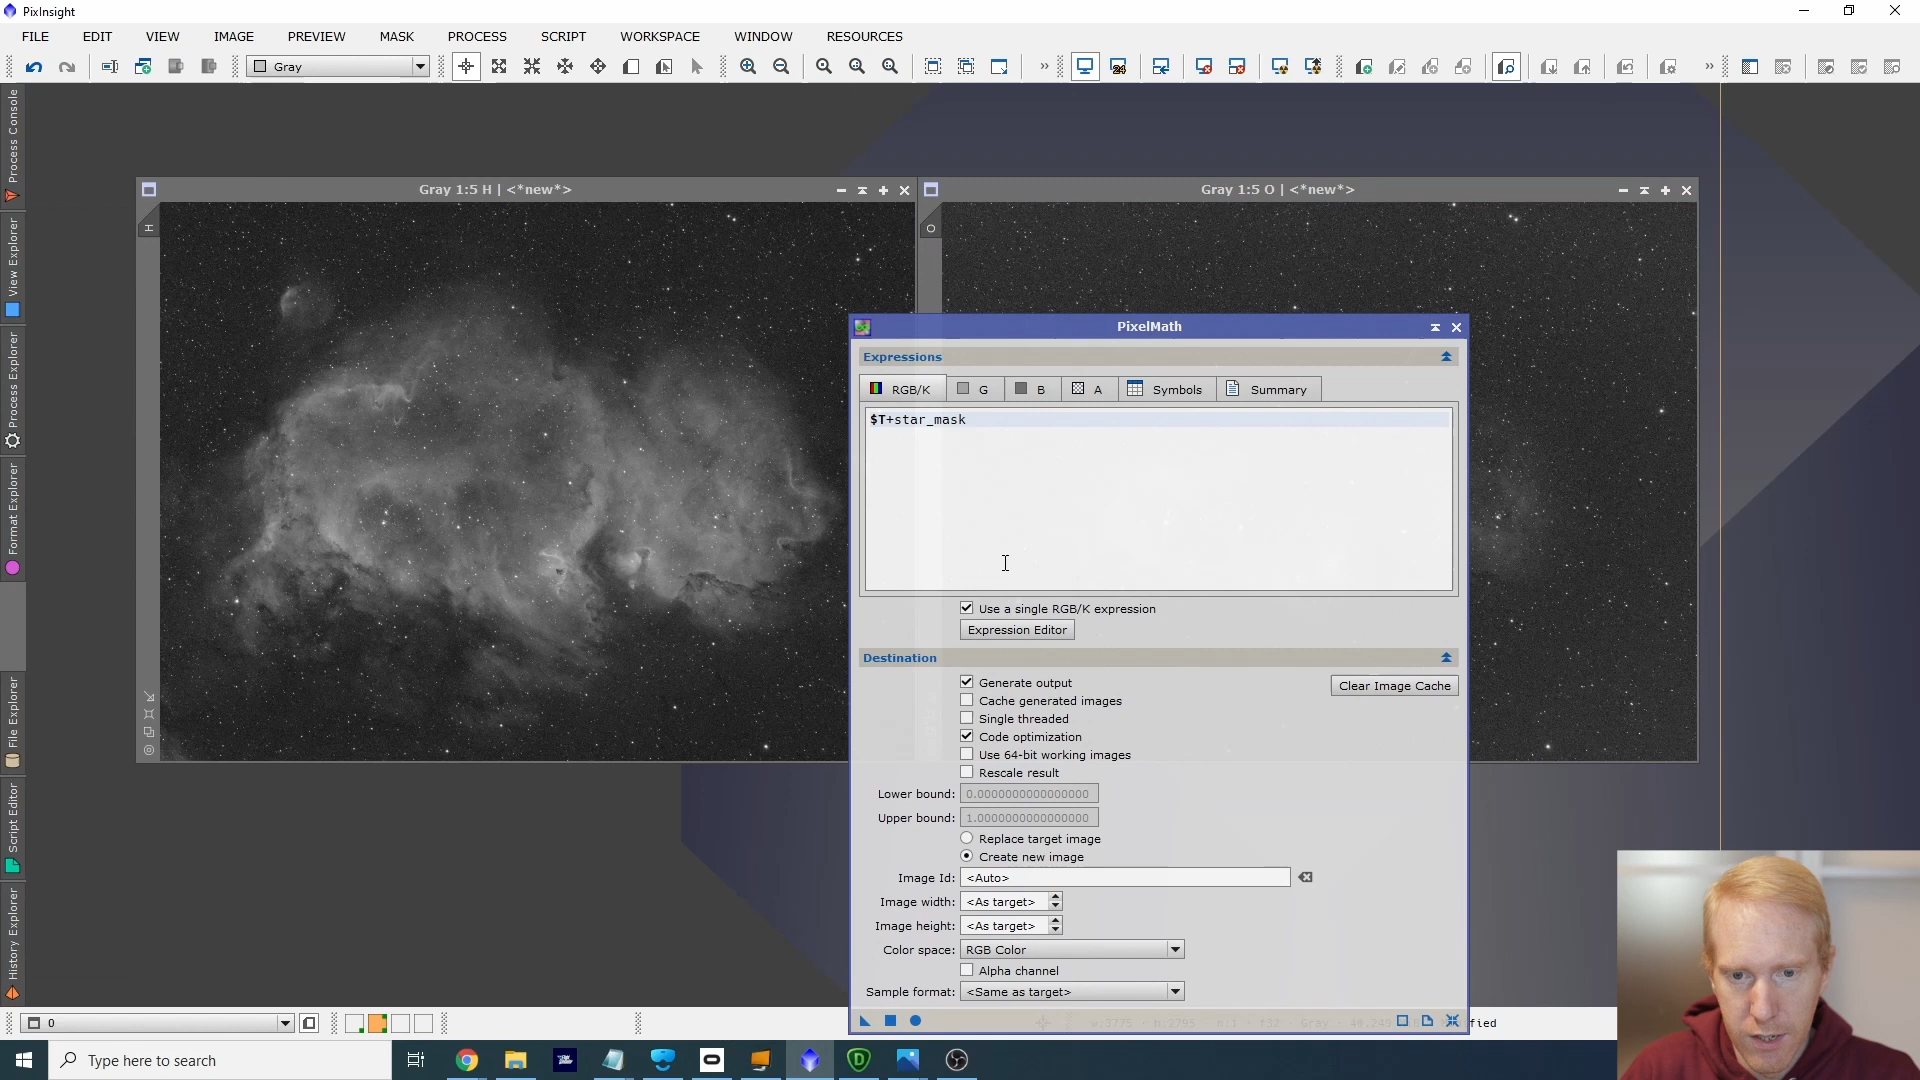 PixInsight
FILE EDIT VIEW IMAGE PREVIEW MASK PROCESS SCRIPT WORKSPACE WINDOW RESOURCES
Gray
24
Process Console
View Explorer
Process Explorer
Format Explorer
File Explorer
Script Editor
History Explorer
Gray 1:5 H | <*new*>
H
Gray 1:5 O | <*new*>
O
PixelMath
Expressions
RGB/K G B A Symbols Summary
$T+star_mask
Use a single RGB/K expression
Expression Editor
Destination
Generate output
Clear Image Cache
Cache generated images
Single threaded
Code optimization
Use 64-bit working images
Rescale result
Lower bound: 0.0000000000000000
Upper bound: 1.0000000000000000
Replace target image
Create new image
Image Id: <Auto>
Image width: <As target>
Image height: <As target>
Color space: RGB Color
Alpha channel
Sample format: <Same as target>
0
Type here to search